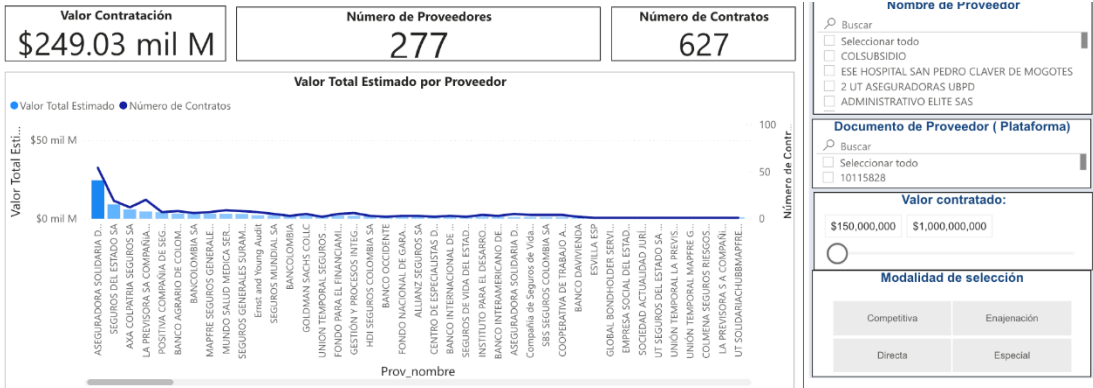 Valor Contratación
$249.03 mil M
Número de Proveedores
277
Número de Contratos
627
Valor Total Estimado por Proveedor
Valor Total Estimado Número de Contratos
Valor Total Esti...
$50 mil M
$0 mil M
100
50
0
Número de Contr...
ASEGURADORA SOLIDARIA D...
SEGUROS DEL ESTADO SA
AXA COLPATRIA SEGUROS SA
LA PREVISORA SA COMPAÑIA...
POSITIVA COMPAÑIA DE SEG...
BANCO AGRARIO DE COLOM...
BANCOLOMBIA SA
MAPFRE SEGUROS GENERALE...
MUNDO SALUD MEDICA SER...
SEGUROS GENERALES SURAM...
Ernst and Young Audit
SEGUROS MUNDIAL SA
BANCOLOMBIA
GOLDMAN SACHS COLLC
UNION TEMPORAL SEGUROS ...
FONDO PARA EL FINANCIAMI...
GESTIÓN Y PROCESOS INTEG...
HDI SEGUROS COLOMBIA SA
BANCO OCCIDENTE
FONDO NACIONAL DE GARA...
ALLIANZ SEGUROS SA
CENTRO DE ESPECIALISTAS D...
BANCO INTERNACIONAL DE ...
SEGUROS DE VIDA DEL ESTAD...
INSTITUTO PARA EL DESARRO...
BANCO INTERAMERICANO DE...
ASEGURADORA SOLIDARIA D...
Compañía de Seguros de Vida...
SBS SEGUROS COLOMBIA SA
COOPERATIVA DE TRABAJO A...
BANCO DAVIVIENDA
ESVILLA ESP
GLOBAL BONDHOLDER SERVI...
EMPRESA SOCIAL DEL ESTAD...
SOCIEDAD ACTUALIDAD JURÍ...
UT SEGUROS DEL ESTADO SA ...
UNIÓN TEMPORAL LA PREVIS...
UNIÓN TEMPORAL MAPFRE G...
COLMENA SEGUROS RIESGOS...
LA PREVISORA S A COMPAÑI...
UT SOLIDARIACHUBBMAPFRE...
Prov_nombre
Nombre de Proveedor
Buscar
Seleccionar todo
COLSUBSIDIO
ESE HOSPITAL SAN PEDRO CLAVER DE MOGOTES
2 UT ASEGURADORAS UBPD
ADMINISTRATIVO ELITE SAS
Documento de Proveedor ( Plataforma)
Buscar
Seleccionar todo
10115828
Valor contratado:
$150,000,000 $1,000,000,000,000
Modalidad de selección
Competitiva Enajenación
Directa Especial